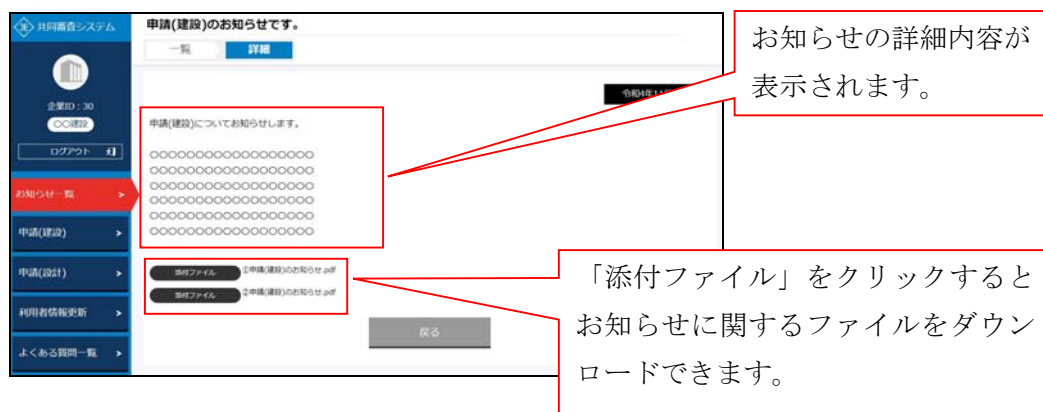 共同審査システム
企業ID : 30
〇〇建設
ログアウト
お知らせ一覧
申請(建設)
申請(設計)
利用者情報更新
よくある質問一覧
申請(建設)のお知らせです。
一覧
詳細
令和4年11
申請(建設)についてお知らせします。
〇〇〇〇〇〇〇〇〇〇〇〇〇〇〇〇〇〇
〇〇〇〇〇〇〇〇〇〇〇〇〇〇〇〇〇〇
〇〇〇〇〇〇〇〇〇〇〇〇〇〇〇〇〇〇
〇〇〇〇〇〇〇〇〇〇〇〇〇〇〇〇〇〇
〇〇〇〇〇〇〇〇〇〇〇〇〇〇〇〇〇〇
〇〇〇〇〇〇〇〇〇〇〇〇〇〇〇〇〇〇
添付ファイル ①申請(建設)のお知らせ.pdf
添付ファイル ②申請(建設)のお知らせ.pdf
戻る
お知らせの詳細内容が
表示されます。
「添付ファイル」をクリックすると
お知らせに関するファイルをダウン
ロードできます。